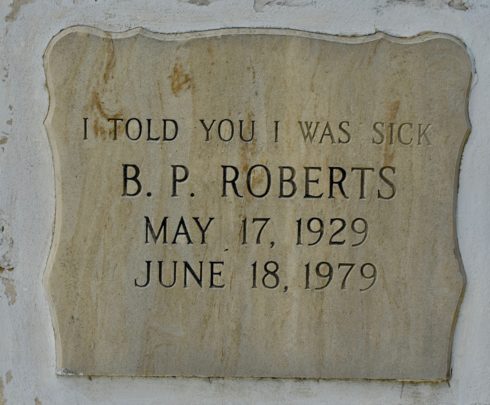 I TOLD YOU I WAS SICK
B. P. ROBERTS
MAY 17, 1929
JUNE 18, 1979